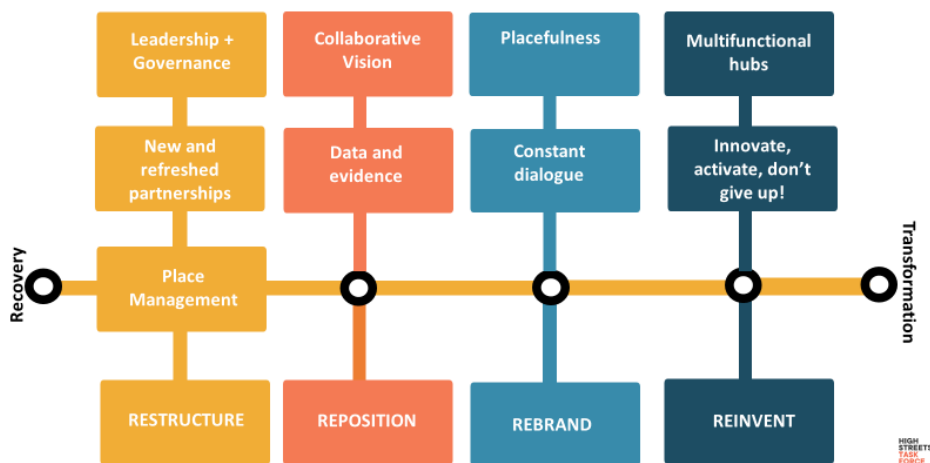 Leadership +
Governance
Collaborative
Vision
Placefulness
Multifunctional
hubs
New and
refreshed
partnerships
Data and
evidence
Constant
dialogue
Innovate,
activate, don't
give up!
Recovery
Place
Management
Transformation
RESTRUCTURE
REPOSITION
REBRAND
REINVENT
HIGH
STREETS
TASK
FORCE